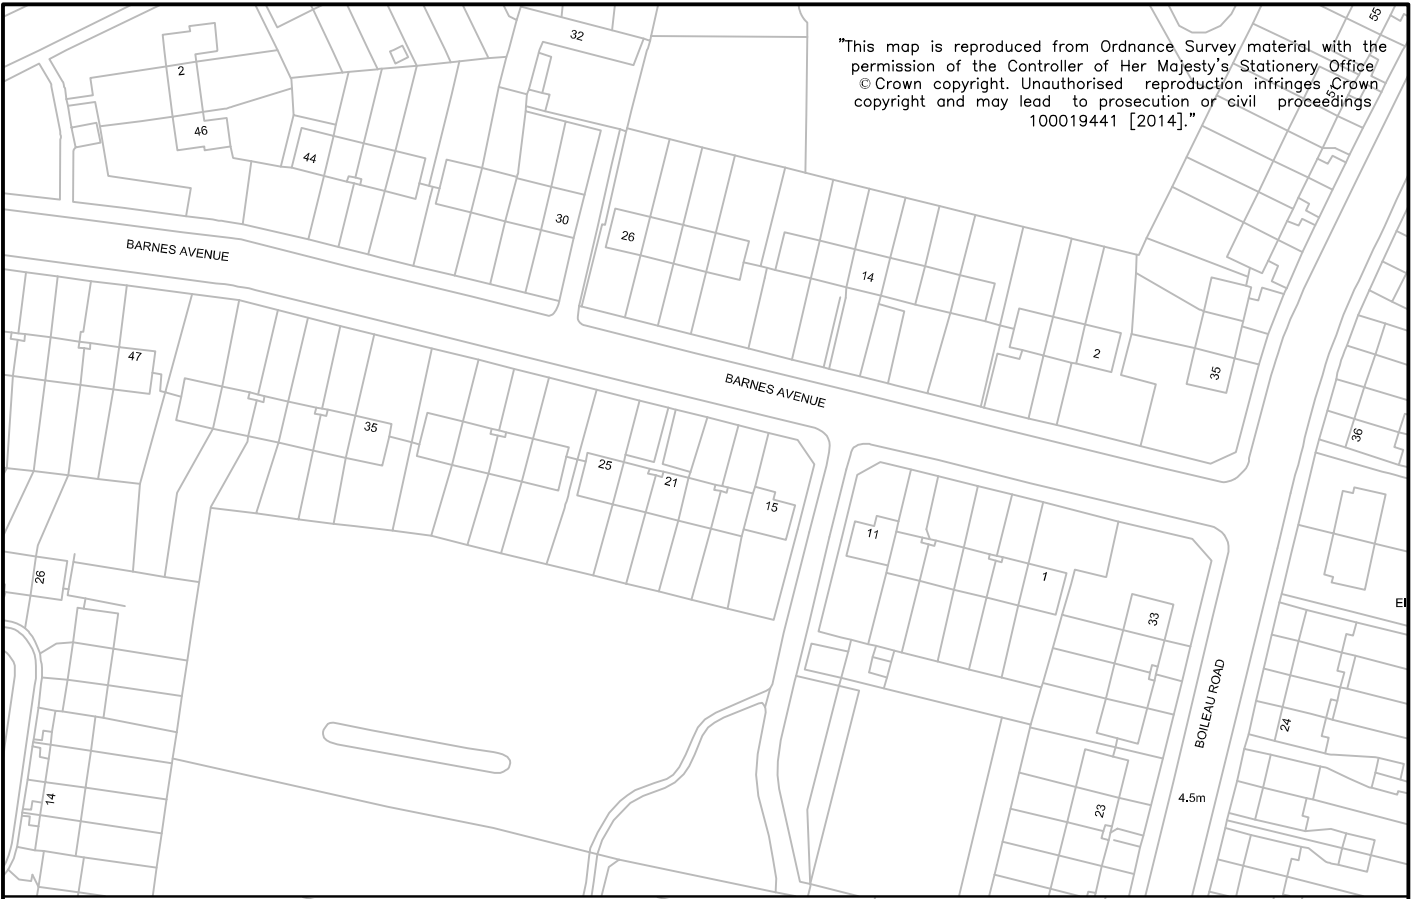 55
32
"This map is reproduced from Ordnance Survey material with the
permission of the Controller of Her Majesty's Stationery Office
© Crown copyright. Unauthorised reproduction infringes Crown
copyright and may lead to prosecution or civil proceedings
100019441 [2014]."
2
46
44
30
26
14
BARNES AVENUE
47
2
35
BARNES AVENUE
35
36
25
21
15
11
1
26
33
EI
BOILEAU ROAD
24
4.5m
14
23